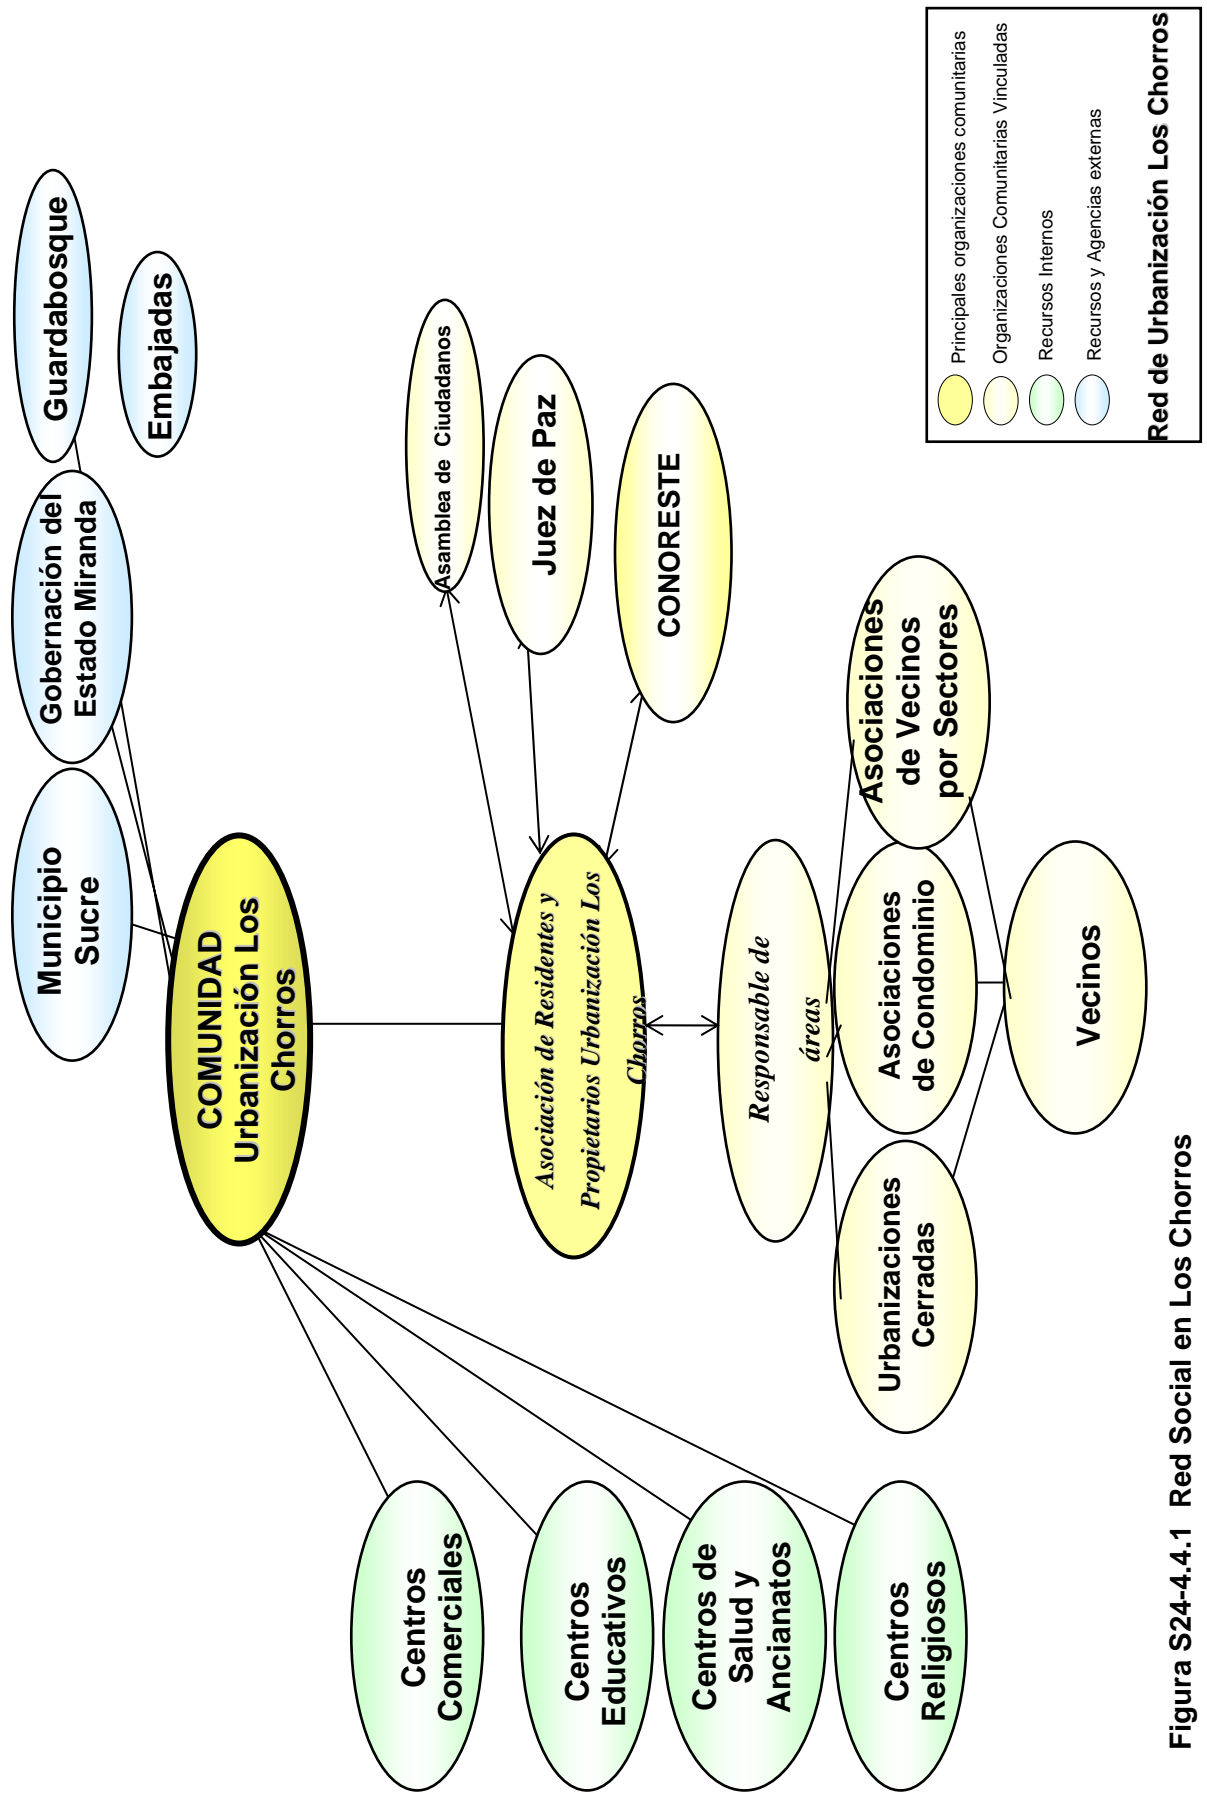 Municipio
Sucre
Gobernación del
Estado Miranda
Guardabosque
Embajadas
COMUNIDAD
Urbanización Los
Chorros
Asamblea de Ciudadanos
Juez de Paz
CONORESTE
Asociación de Residentes y
Propietarios Urbanización Los
Chorros
Centros
Comerciales
Centros
Educativos
Centros de
Salud y
Ancianatos
Centros
Religiosos
Responsable de
áreas
Urbanizaciones
Cerradas
Asociaciones
de Condominio
Asociaciones
de Vecinos
por Sectores
Vecinos
Principales organizaciones comunitarias
Organizaciones Comunitarias Vinculadas
Recursos Internos
Recursos y Agencias externas
Red de Urbanización Los Chorros
Figura S24-4.4.1 Red Social en Los Chorros